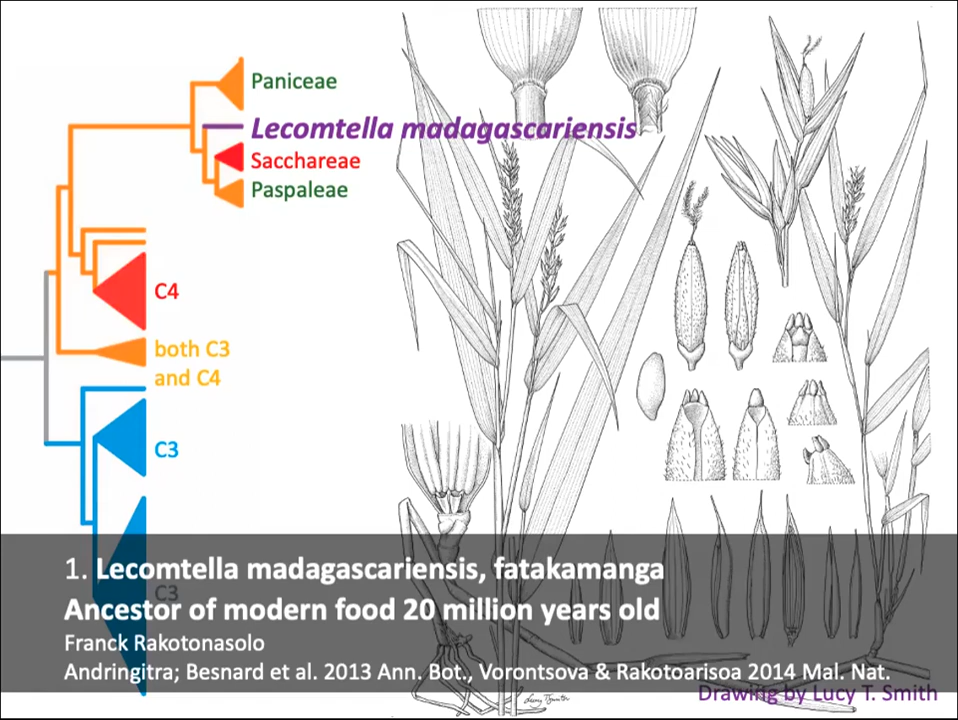 Paniceae
Lecomtella madagascariensis
Sacchareae
Paspaleae
C4
both C3
and C4
C3
C3
1. Lecomtella madagascariensis, fatakamanga
Ancestor of modern food 20 million years old
Franck Rakotonasolo
Andringitra; Besnard et al. 2013 Ann. Bot., Vorontsova & Rakotoarisoa 2014 Mal. Nat.
Drawing by Lucy T. Smith